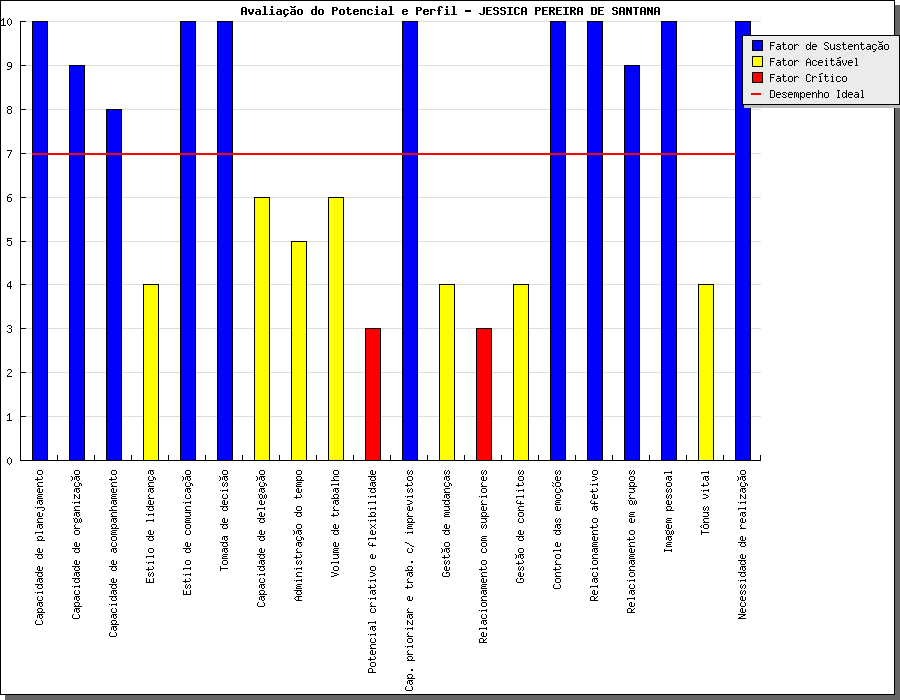 Avaliação do Potencial e Perfil - JESSICA PEREIRA DE SANTANA
Fator de Sustentação
Fator Aceitável
Fator Crítico
Desempenho Ideal
10
9
8
7
6
5
4
3
2
1
0
Capacidade de planejamento
Capacidade de organização
Capacidade de acompanhamento
Estilo de liderança
Estilo de comunicação
Tomada de decisão
Capacidade de delegação
Administração do tempo
Volume de trabalho
Potencial criativo e flexibilidade
Cap. priorizar e trab. c/ imprevistos
Gestão de mudanças
Relacionamento com superiores
Gestão de conflitos
Controle das emoções
Relacionamento afetivo
Relacionamento em grupos
Imagem pessoal
Tônus vital
Necessidade de realização